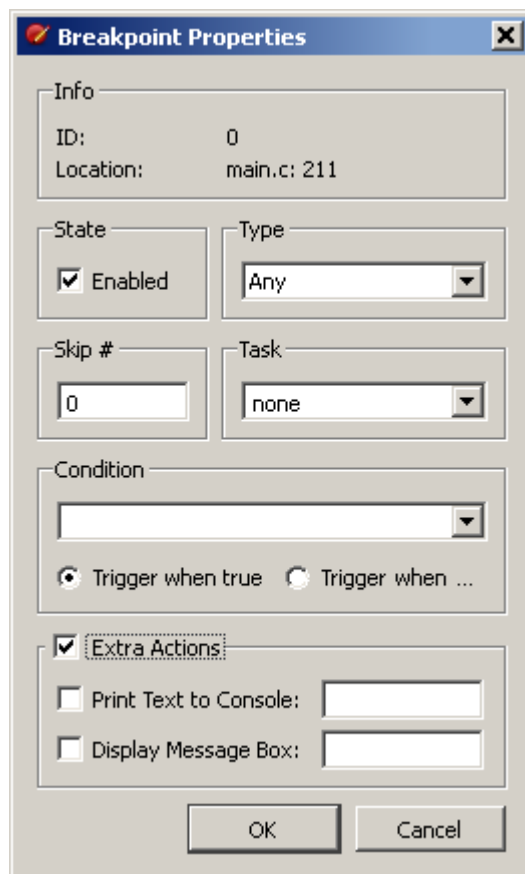 Breakpoint Properties
Info
ID: 0
Location: main.c: 211
State
Type
Enabled
Any
Skip #
Task
0
none
Condition
Trigger when true
Trigger when ...
Extra Actions
Print Text to Console:
Display Message Box:
OK
Cancel